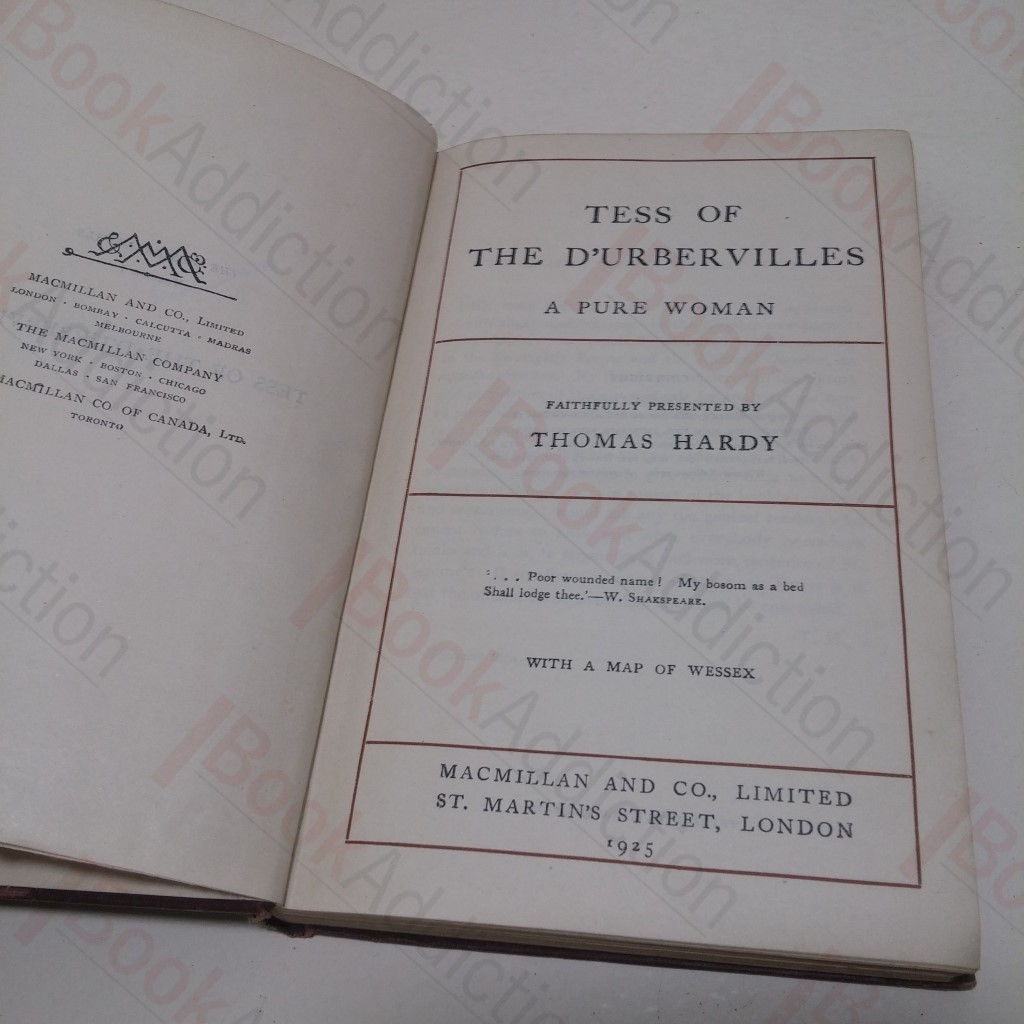 MACMILLAN AND CO., LIMITED
LONDON · BOMBAY · CALCUTTA · MADRAS
MELBOURNE
THE MACMILLAN COMPANY
NEW YORK · BOSTON · CHICAGO
DALLAS · SAN FRANCISCO
MACMILLAN CO. OF CANADA, LTD.
TORONTO
TESS OF
THE D'URBERVILLES
A PURE WOMAN
FAITHFULLY PRESENTED BY
THOMAS HARDY
'. . . Poor wounded name! My bosom as a bed
Shall lodge thee.'—W. SHAKSPEARE.
WITH A MAP OF WESSEX
MACMILLAN AND CO., LIMITED
ST. MARTIN'S STREET, LONDON
1925
BookAddiction